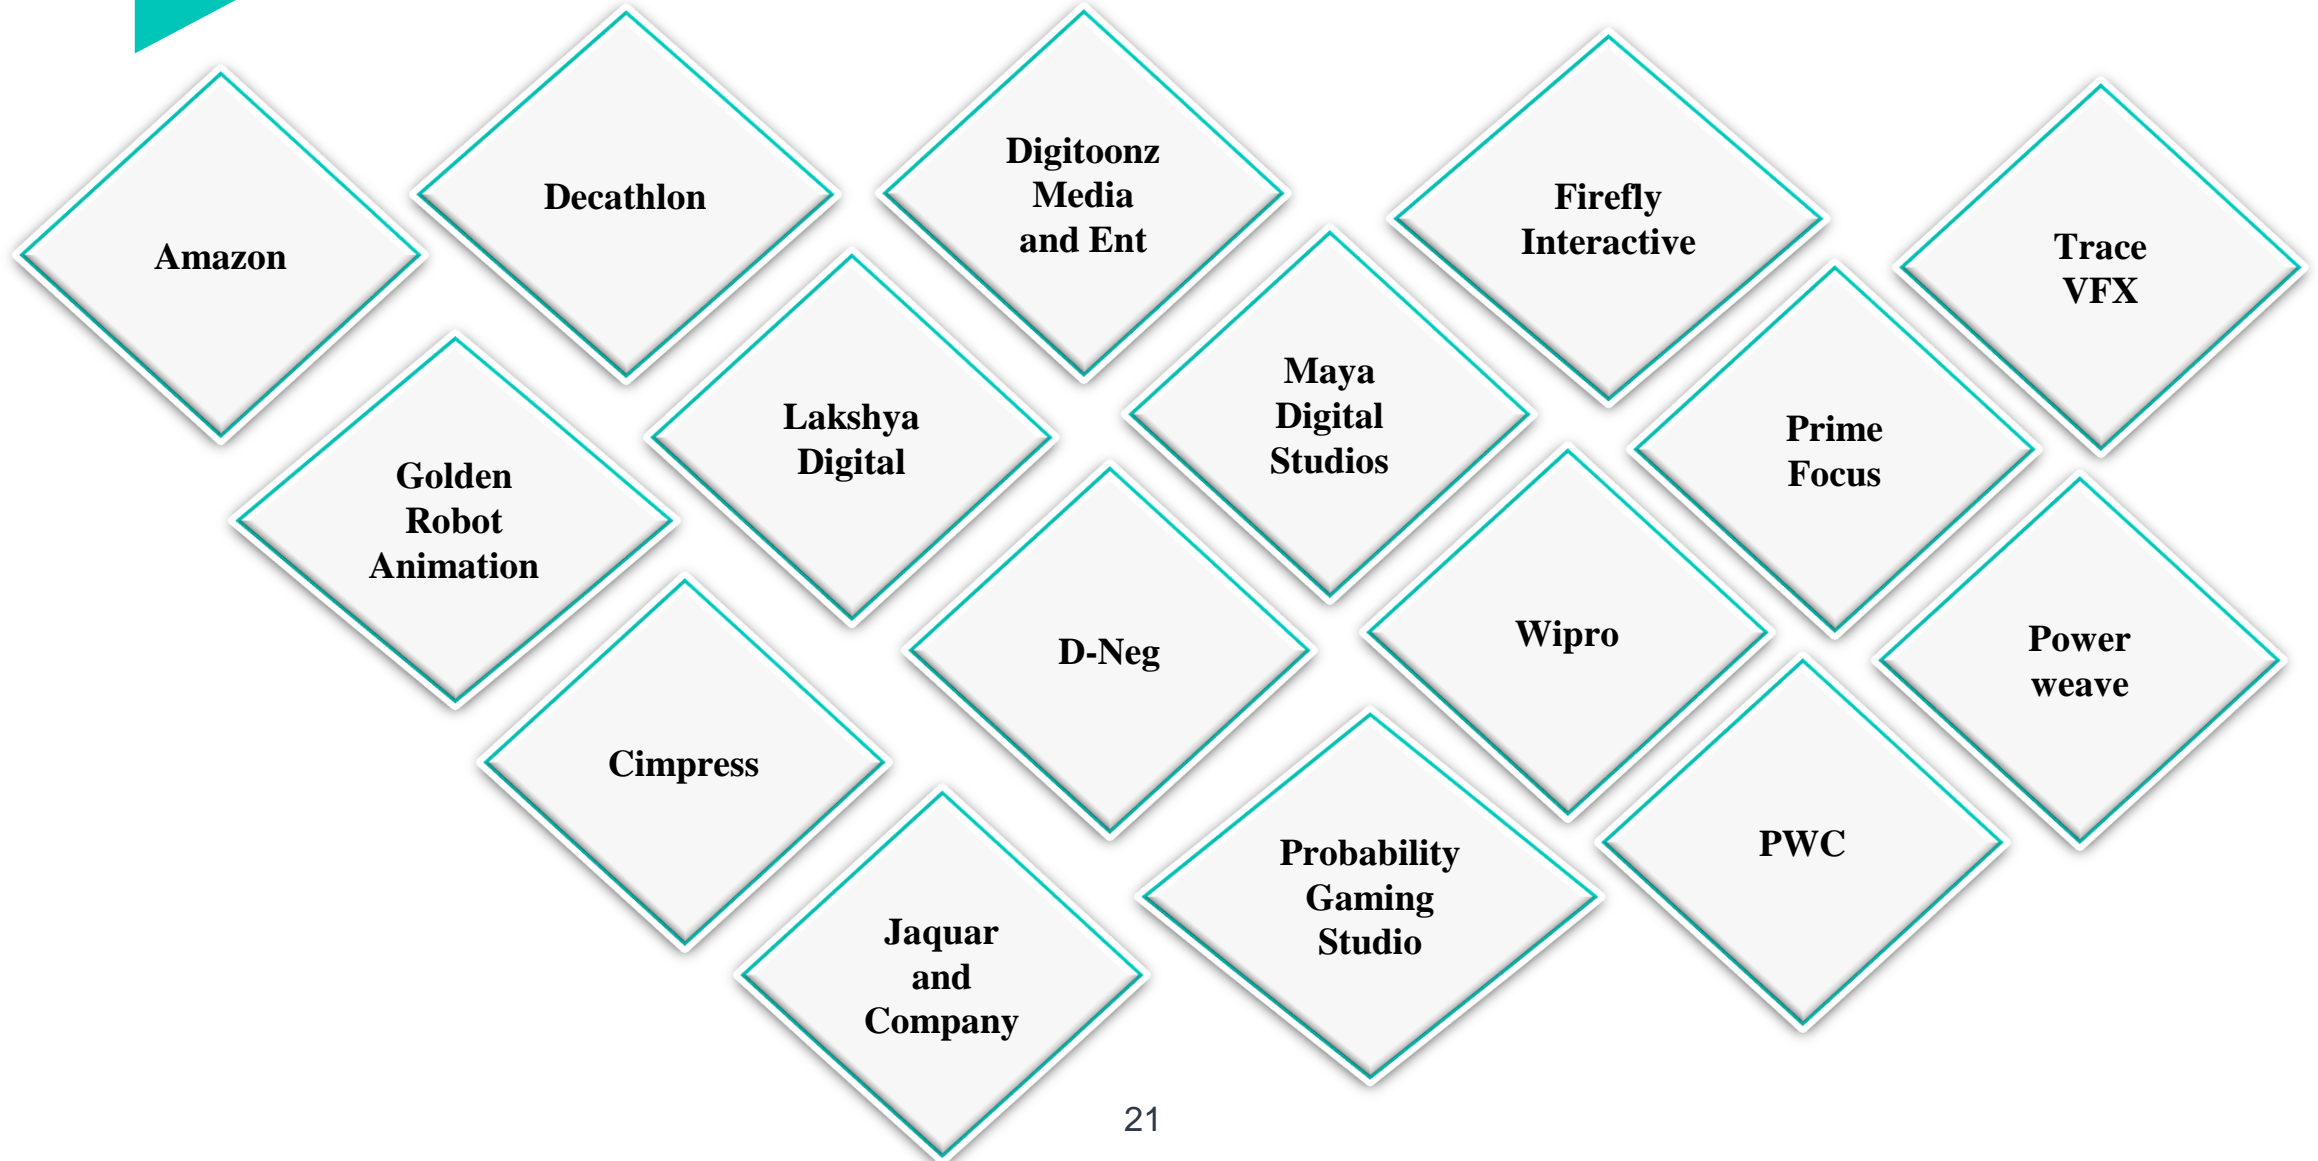 Amazon
Decathlon
Digitoonz
Media
and Ent
Firefly
Interactive
Trace
VFX
Golden
Robot
Animation
Lakshya
Digital
Maya
Digital
Studios
Prime
Focus
Cimpress
D-Neg
Wipro
Power
weave
Jaquar
and
Company
Probability
Gaming
Studio
PWC
21